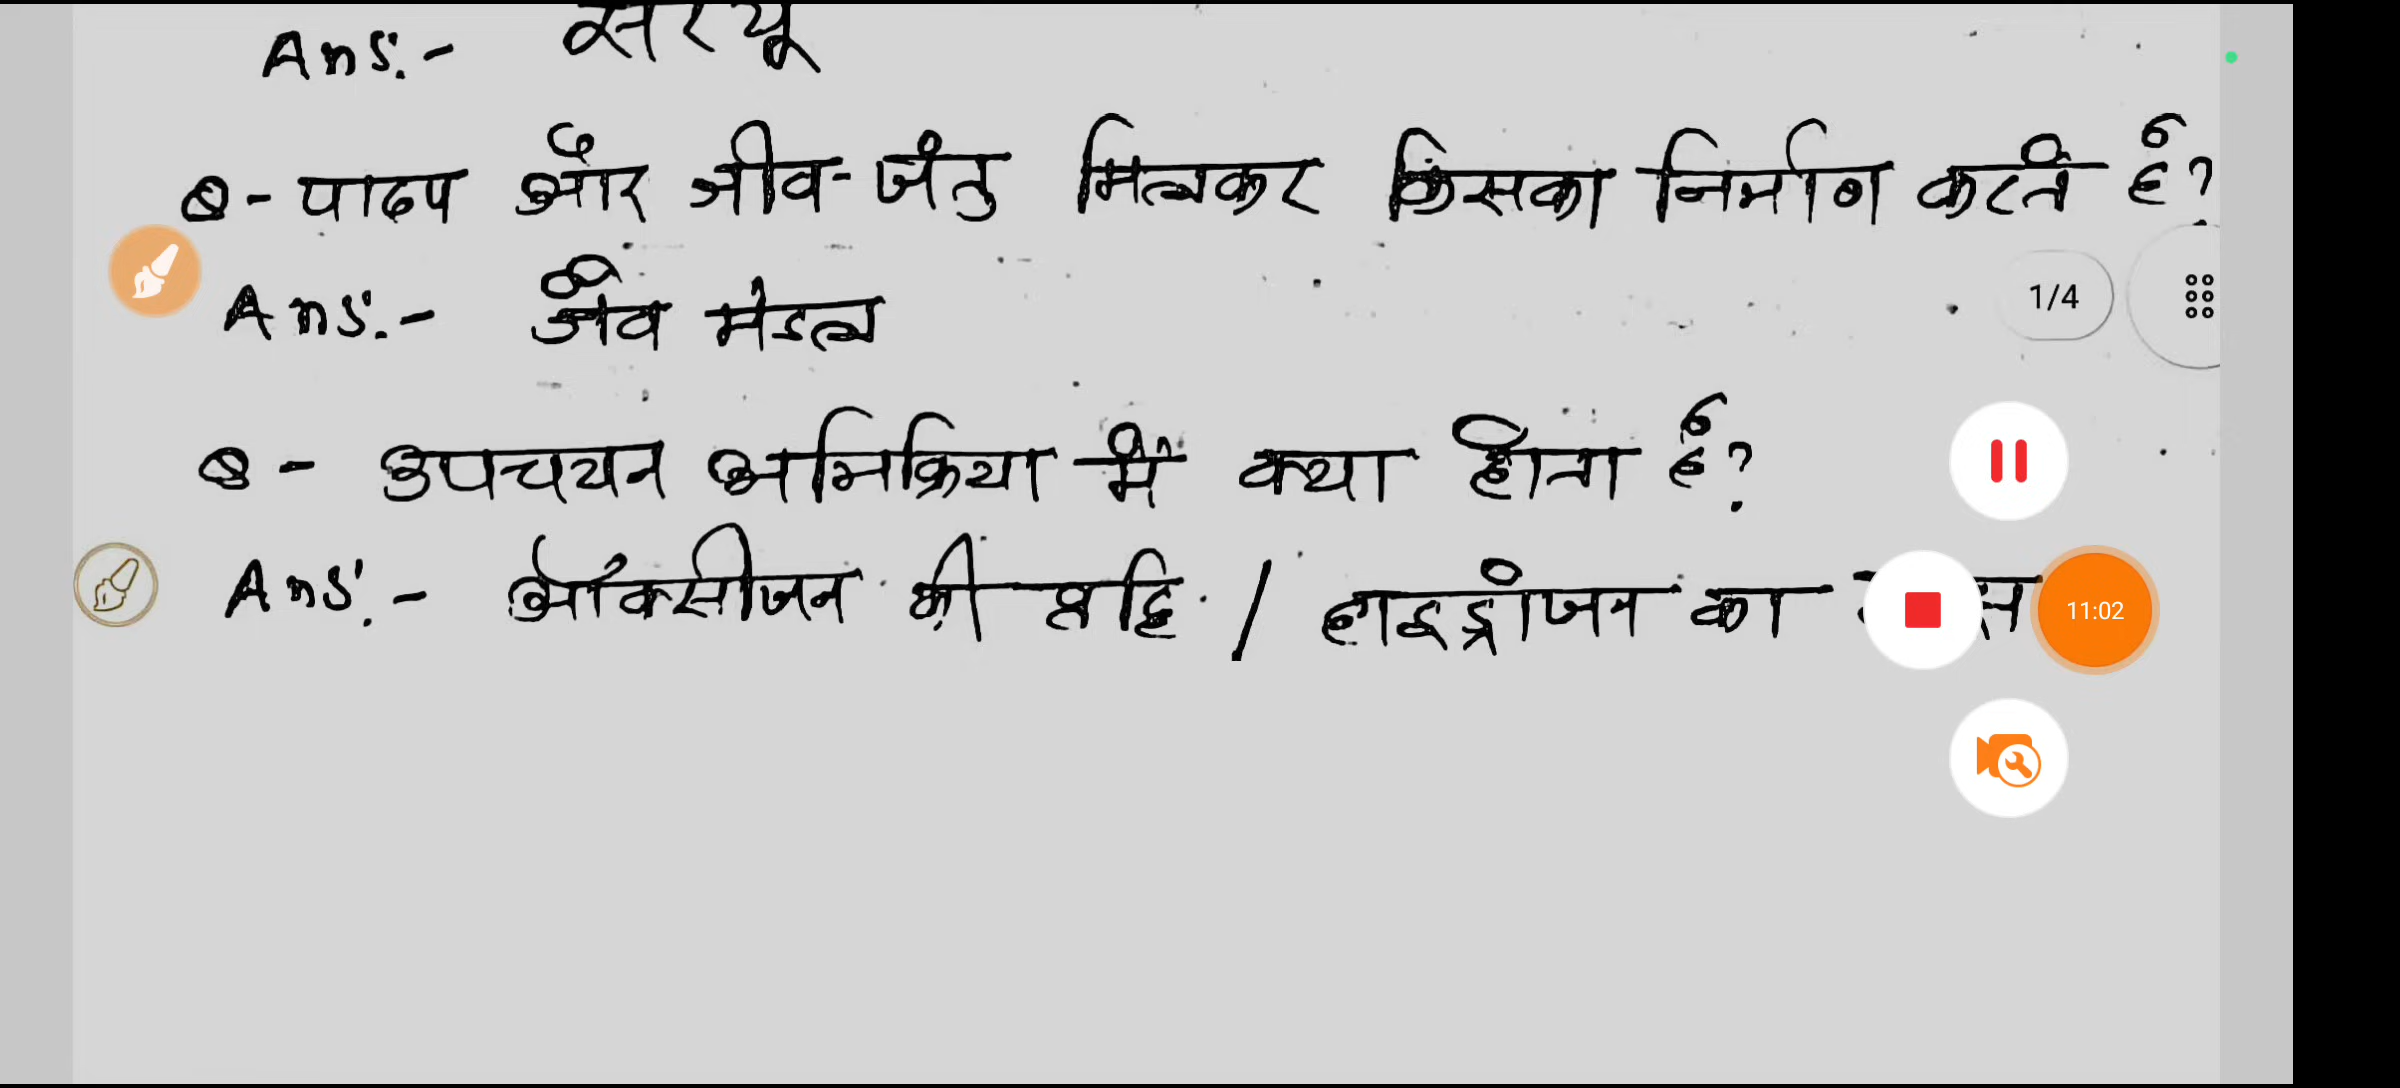 Ans.- सरयू
Q- पादप और जीव-जंतु मिलकर किसका निर्माण करते हैं?
1/4
Ans.- जैव मंडल
Q- उपचयन अभिक्रिया में क्या होता है?
Ans.- ऑक्सीजन की वृद्धि / हाइड्रोजन का
11:02